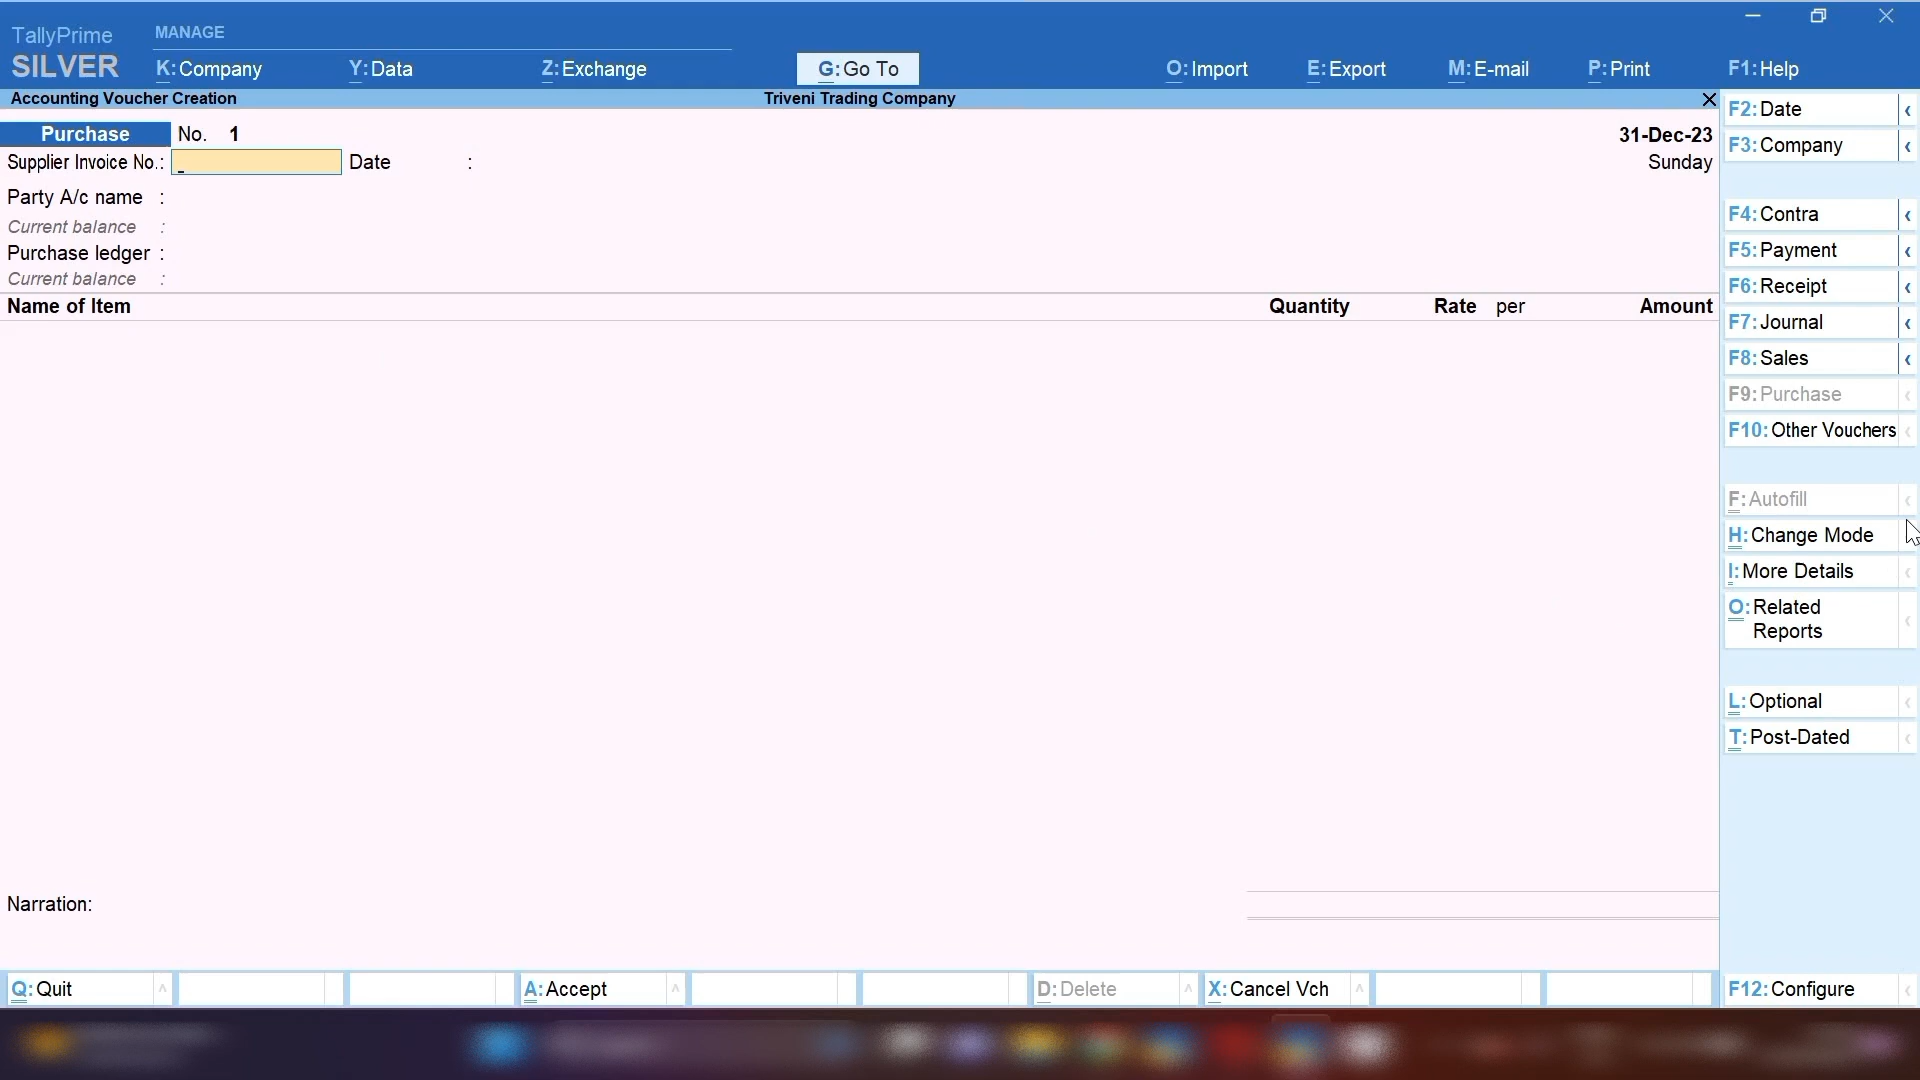 TallyPrime
SILVER
MANAGE
K: Company
Y: Data
Z: Exchange
G: Go To
O: Import
E: Export
M: E-mail
P: Print
F1: Help
Accounting Voucher Creation
Triveni Trading Company
Purchase No. 1
31-Dec-23
Supplier Invoice No.: Date :
Sunday
Party A/c name :
Current balance :
Purchase ledger :
Current balance :
Name of Item Quantity Rate per Amount
Narration:
F2: Date
F3: Company
F4: Contra
F5: Payment
F6: Receipt
F7: Journal
F8: Sales
F9: Purchase
F10: Other Vouchers
F: Autofill
H: Change Mode
I: More Details
O: Related
Reports
L: Optional
T: Post-Dated
F12: Configure
Q: Quit
A: Accept
D: Delete
X: Cancel Vch